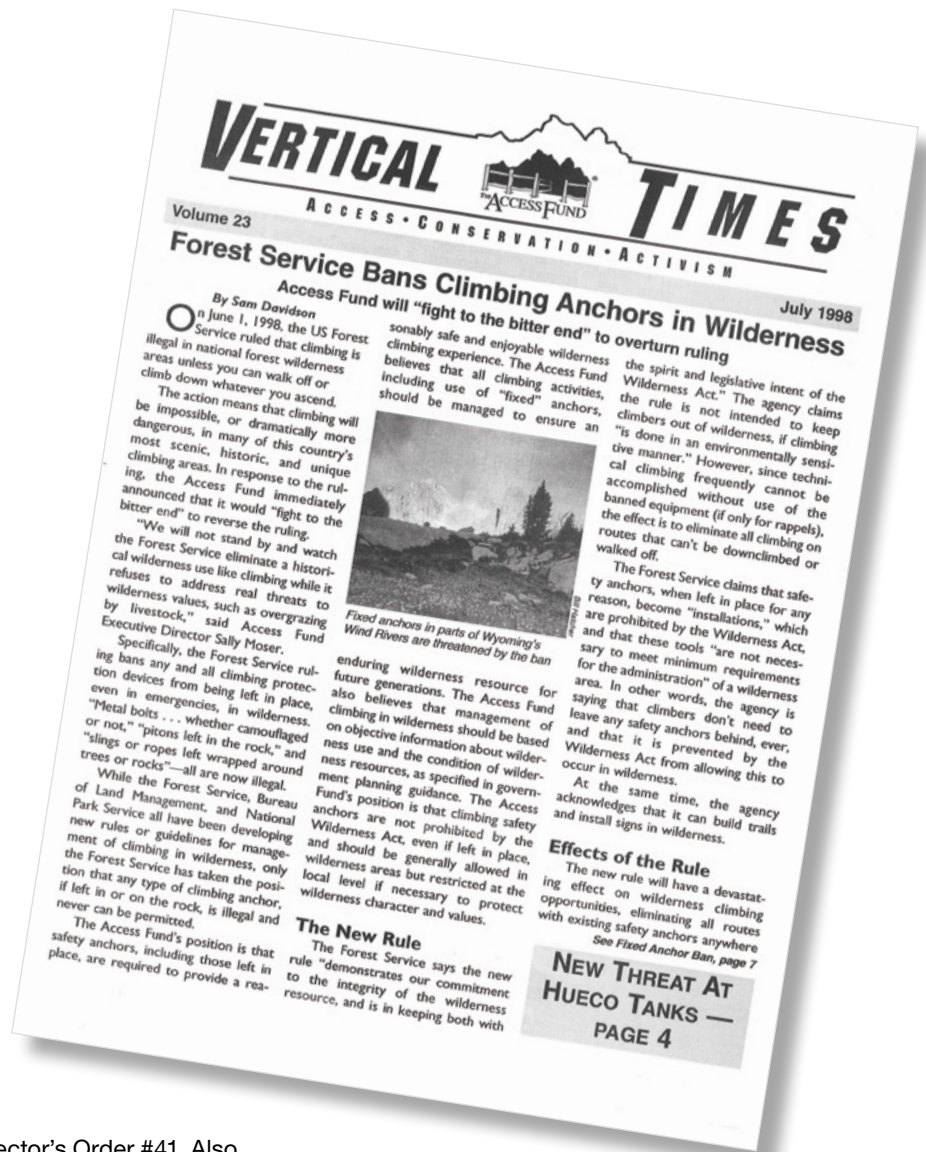 VERTICAL TIMES
THE ACCESS FUND
ACCESS • CONSERVATION • ACTIVISM
Volume 23
July 1998
Forest Service Bans Climbing Anchors in Wilderness
Access Fund will “fight to the bitter end” to overturn ruling
By Sam Davidson
On June 1, 1998, the US Forest
Service ruled that climbing is
illegal in national forest wilderness
areas unless you can walk off or
climb down whatever you ascend.
The action means that climbing will
be impossible, or dramatically more
dangerous, in many of this country's
most scenic, historic, and unique
climbing areas. In response to the rul-
ing, the Access Fund immediately
announced that it would “fight to the
bitter end” to reverse the ruling.
“We will not stand by and watch
the Forest Service eliminate a histori-
cal wilderness use like climbing while it
refuses to address real threats to
wilderness values, such as overgrazing
by livestock,” said Access Fund
Executive Director Sally Moser.
Specifically, the Forest Service rul-
ing bans any and all climbing protec-
tion devices from being left in place,
even in emergencies, in wilderness.
“Metal bolts . . . whether camouflaged
or not,” “pitons left in the rock,” and
“slings or ropes left wrapped around
trees or rocks”—all are now illegal.
While the Forest Service, Bureau
of Land Management, and National
Park Service all have been developing
new rules or guidelines for manage-
ment of climbing in wilderness, only
the Forest Service has taken the posi-
tion that any type of climbing anchor,
if left in or on the rock, is illegal and
never can be permitted.
The Access Fund's position is that
safety anchors, including those left in
place, are required to provide a rea-
sonably safe and enjoyable wilderness
climbing experience. The Access Fund
believes that all climbing activities,
including use of “fixed” anchors,
should be managed to ensure an
Bill Hatcher
Fixed anchors in parts of Wyoming's
Wind Rivers are threatened by the ban
enduring wilderness resource for
future generations. The Access Fund
also believes that management of
climbing in wilderness should be based
on objective information about wilder-
ness use and the condition of wilder-
ness resources, as specified in govern-
ment planning guidance. The Access
Fund's position is that climbing safety
anchors are not prohibited by the
Wilderness Act, even if left in place,
and should be generally allowed in
wilderness areas but restricted at the
local level if necessary to protect
wilderness character and values.
The New Rule
The Forest Service says the new
rule “demonstrates our commitment
to the integrity of the wilderness
resource, and is in keeping both with
the spirit and legislative intent of the
Wilderness Act.” The agency claims
the rule is not intended to keep
climbers out of wilderness, if climbing
“is done in an environmentally sensi-
tive manner.” However, since techni-
cal climbing frequently cannot be
accomplished without use of the
banned equipment (if only for rappels),
the effect is to eliminate all climbing on
routes that can't be downclimbed or
walked off.
The Forest Service claims that safe-
ty anchors, when left in place for any
reason, become “installations,” which
are prohibited by the Wilderness Act,
and that these tools “are not neces-
sary to meet minimum requirements
for the administration” of a wilderness
area. In other words, the agency is
saying that climbers don't need to
leave any safety anchors behind, ever,
and that it is prevented by the
Wilderness Act from allowing this to
occur in wilderness.
At the same time, the agency
acknowledges that it can build trails
and install signs in wilderness.
Effects of the Rule
The new rule will have a devastat-
ing effect on wilderness climbing
opportunities, eliminating all routes
with existing safety anchors anywhere
See Fixed Anchor Ban, page 7
NEW THREAT AT
HUECO TANKS —
PAGE 4
Order #41. Also